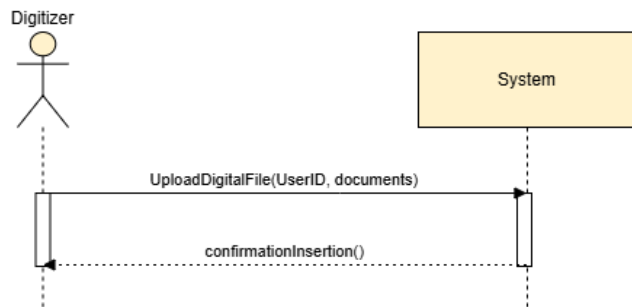 Digitizer
System
UploadDigitalFile(UserID, documents)
confirmationInsertion()